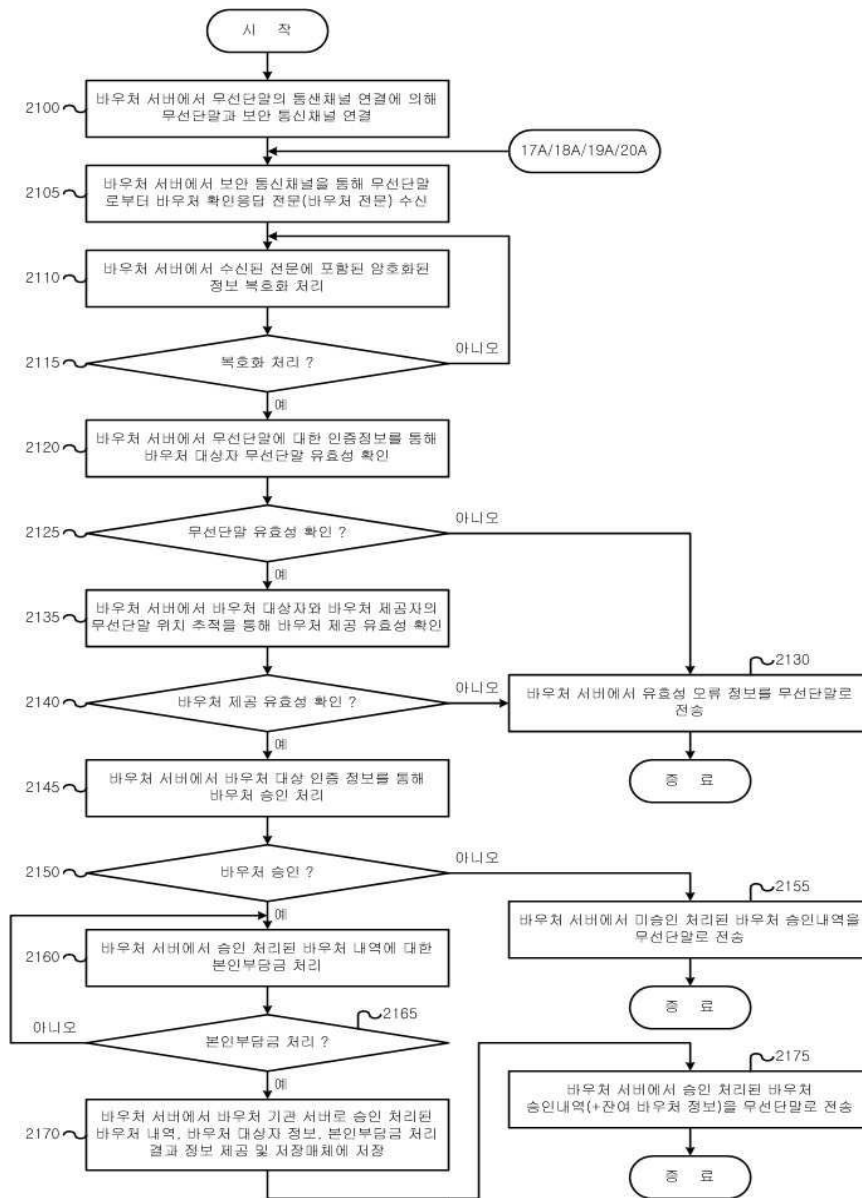 시 작
2100
바우처 서버에서 무선단말의 통샌채널 연결에 의해
무선단말과 보안 통신채널 연결
17A/18A/19A/20A
2105
바우처 서버에서 보안 통신채널을 통해 무선단말
로부터 바우처 확인응답 전문(바우처 전문) 수신
2110
바우처 서버에서 수신된 전문에 포함된 암호화된
정보 복호화 처리
2115
복호화 처리 ?
아니오
예
2120
바우처 서버에서 무선단말에 대한 인증정보를 통해
바우처 대상자 무선단말 유효성 확인
2125
무선단말 유효성 확인 ?
아니오
예
2135
바우처 서버에서 바우처 대상자와 바우처 제공자의
무선단말 위치 추적을 통해 바우처 제공 유효성 확인
2130
바우처 서버에서 유효성 오류 정보를 무선단말로
전송
종 료
2140
바우처 제공 유효성 확인 ?
아니오
예
2145
바우처 서버에서 바우처 대상 인증 정보를 통해
바우처 승인 처리
2150
바우처 승인 ?
아니오
예
2155
바우처 서버에서 미승인 처리된 바우처 승인내역을
무선단말로 전송
종 료
2160
바우처 서버에서 승인 처리된 바우처 내역에 대한
본인부담금 처리
2165
본인부담금 처리 ?
아니오
예
2170
바우처 서버에서 바우처 기관 서버로 승인 처리된
바우처 내역, 바우처 대상자 정보, 본인부담금 처리
결과 정보 제공 및 저장매체에 저장
2175
바우처 서버에서 승인 처리된 바우처
승인내역(+잔여 바우처 정보)을 무선단말로 전송
종 료